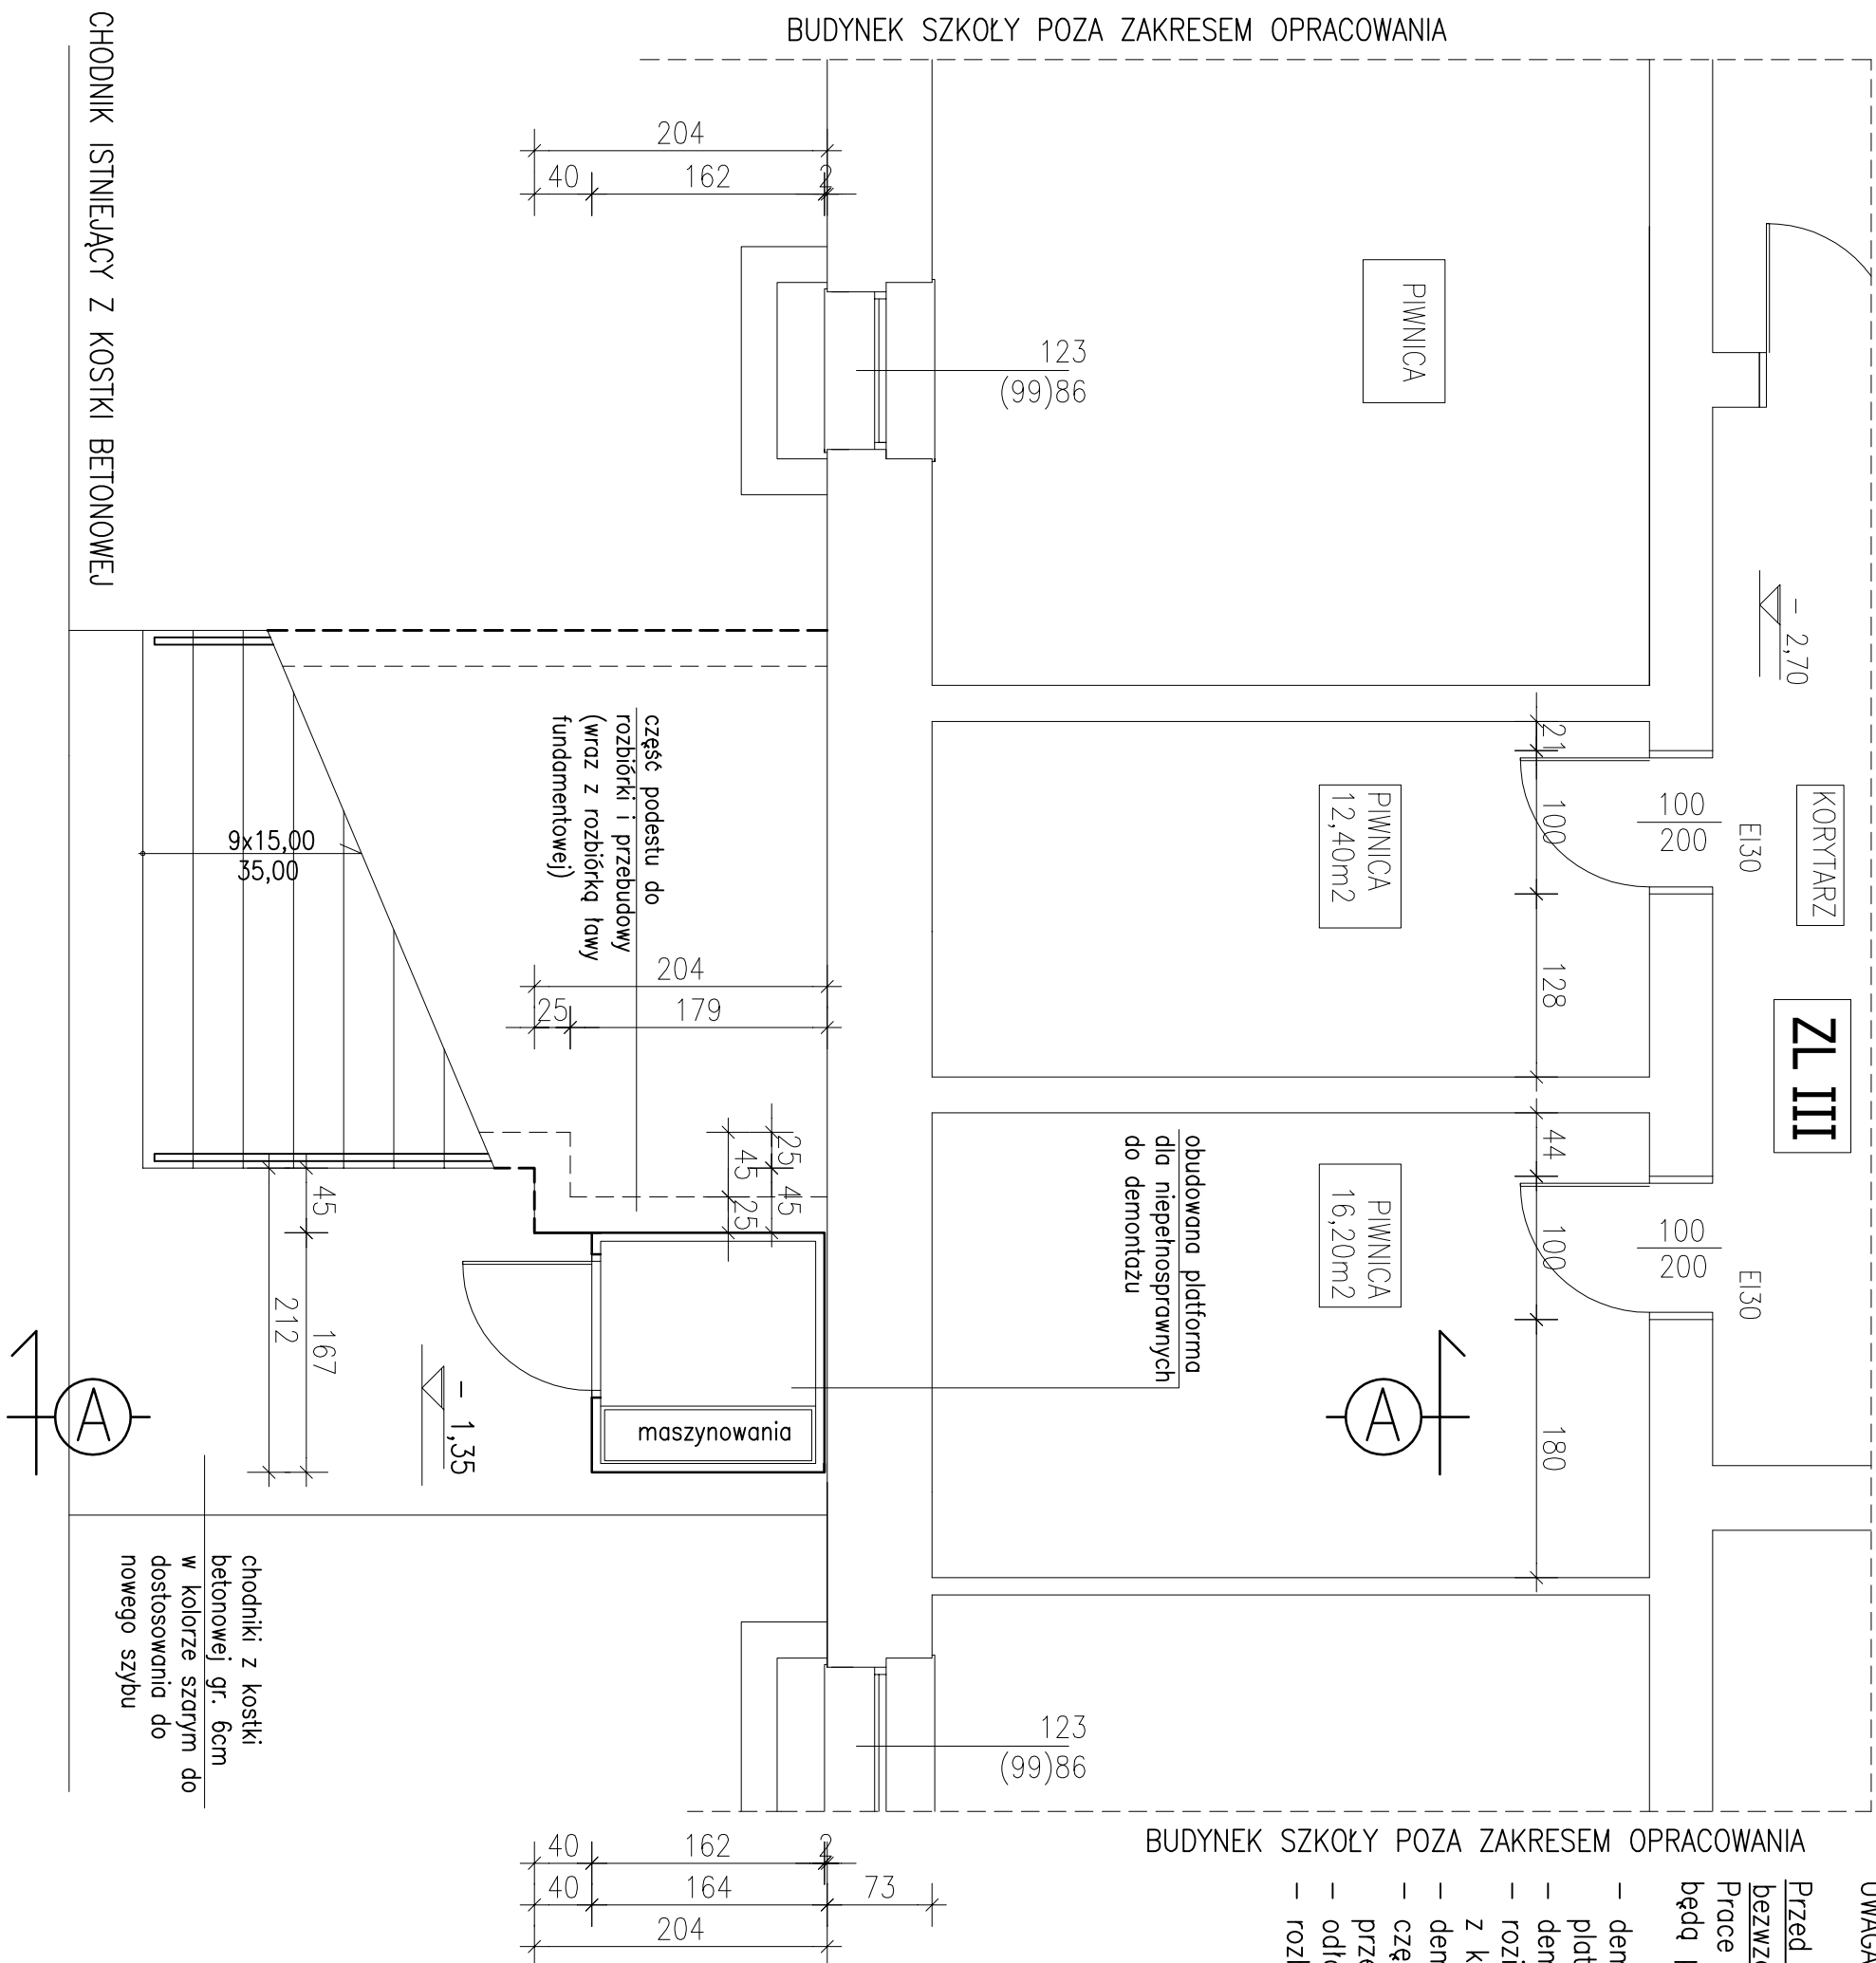 BUDYNEK SZKOŁY POZA ZAKRESEM OPRACOWANIA
CHODNIK ISTNIEJĄCY Z KOSTKI BETONOWEJ
204
40
162
2
123
(99)86
PIWNICA
- 2,70
KORYTARZ
ZL III
21
100
128
44
100
180
100
200
EI30
100
200
EI30
PIWNICA
12,40m2
PIWNICA
16,20m2
część podestu do
rozbiórki i przebudowy
(wraz z rozbiórką ławy
fundamentowej)
9x15,00
35,00
204
25
179
25
45
45
25
obudowana platforma
dla niepełnosprawnych
do demontażu
45
167
212
- 1,35
maszynowania
A
A
chodniki z kostki
betonowej gr. 6cm
w kolorze szarym do
dostosowania do
nowego szybu
123
(99)86
BUDYNEK SZKOŁY POZA ZAKRESEM OPRACOWANIA
40
162
2
40
164
73
204
Przed
Prace
będą
- 
- 
- 
z k
- 
- 
- 
-